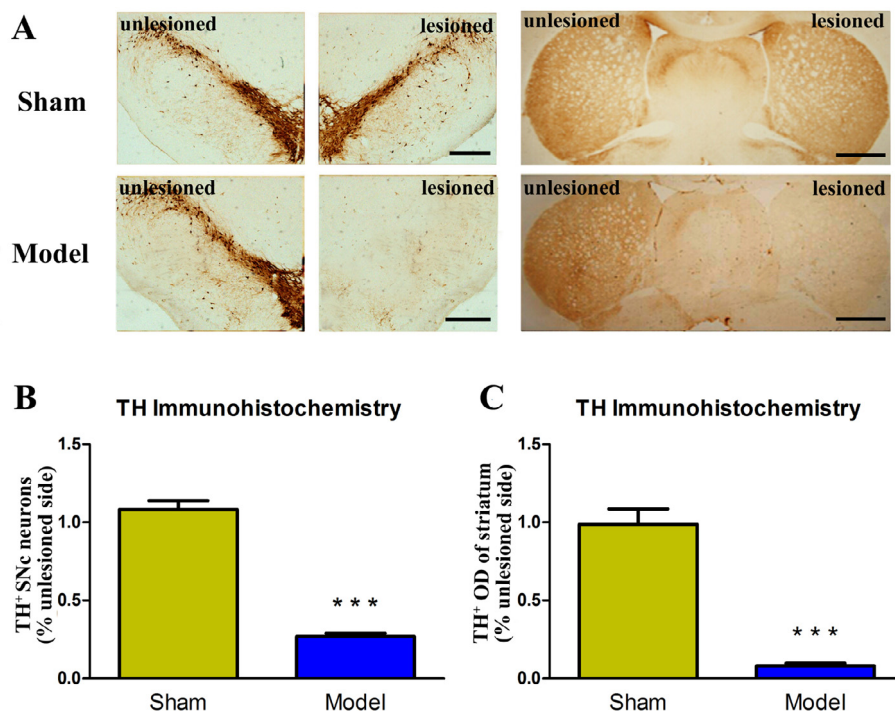 A
unlesioned
lesioned
unlesioned
lesioned
Sham
unlesioned
lesioned
unlesioned
lesioned
Model
B
TH Immunohistochemistry
TH⁺ SNc neurons
(% unlesioned side)
1.5
1.0
0.5
0.0
* * *
Sham
Model
C
TH Immunohistochemistry
TH⁺ OD of striatum
(% unlesioned side)
1.5
1.0
0.5
0.0
* * *
Sham
Model